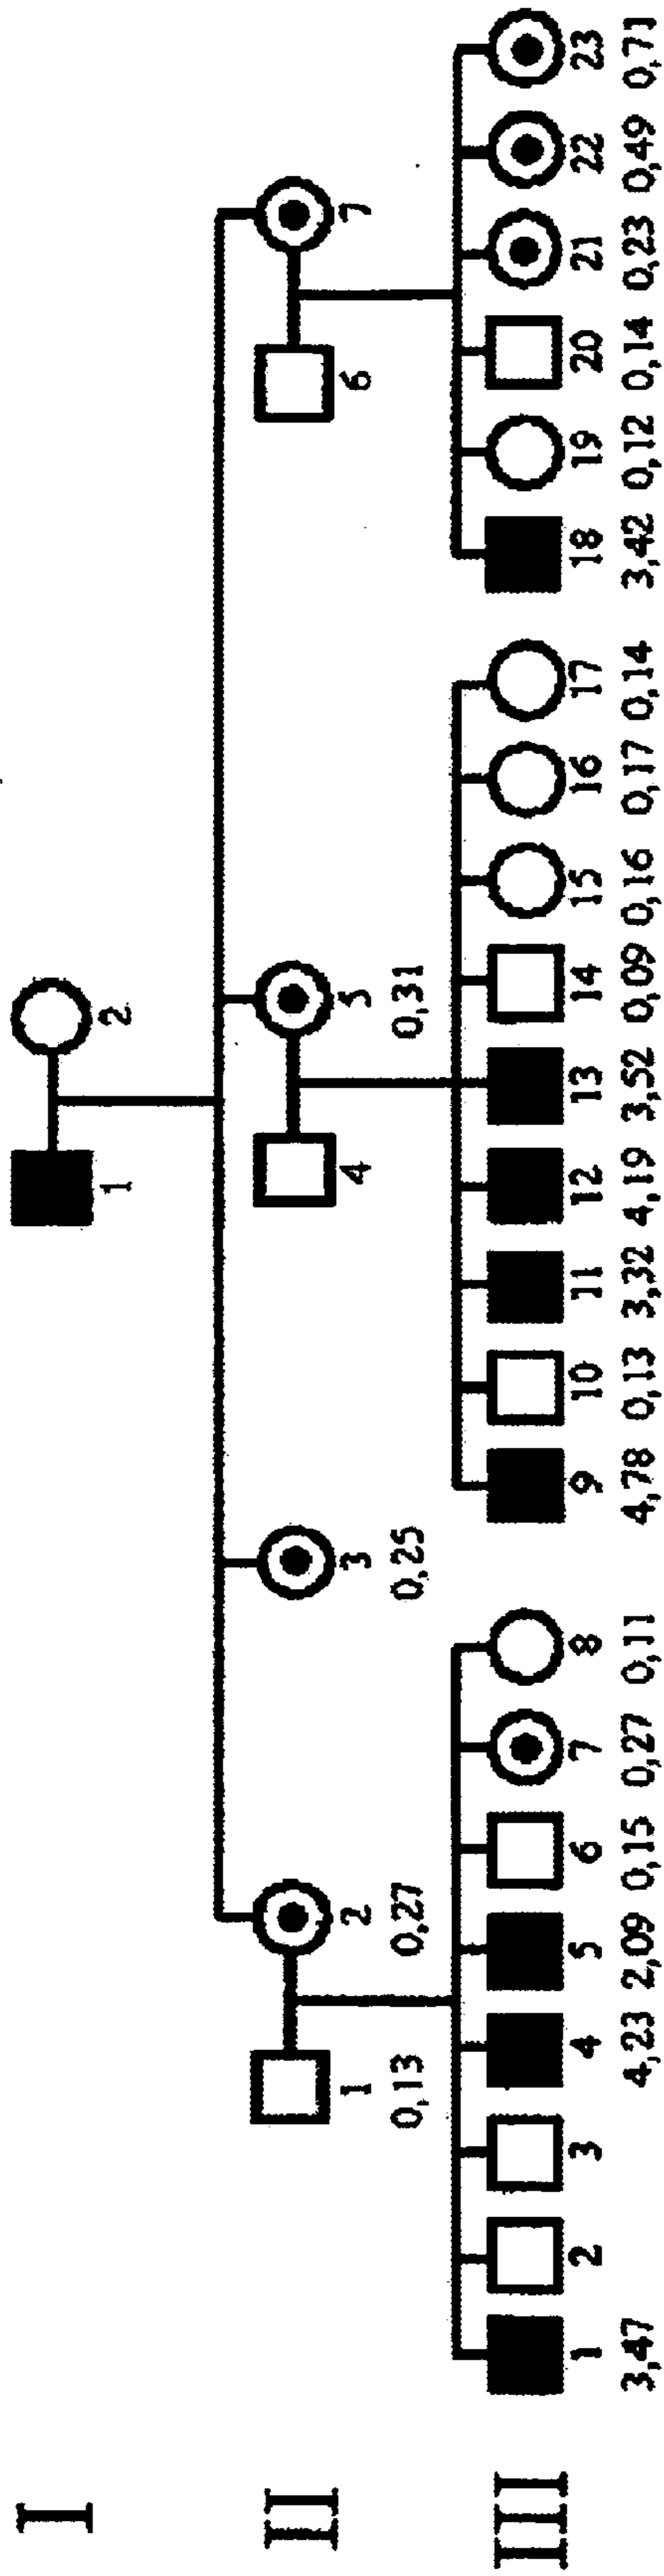 I
1 2
II
1 2 3 4 5 6 7
0,13 0,27 0,25 0,31
III
1 2 3 4 5 6 7 8 9 10 11 12 13 14 15 16 17 18 19 20 21 22 23
3,47 4,23 2,09 0,15 0,27 0,11 4,78 0,13 3,32 4,19 3,52 0,09 0,16 0,17 0,14 3,42 0,12 0,14 0,23 0,49 0,71